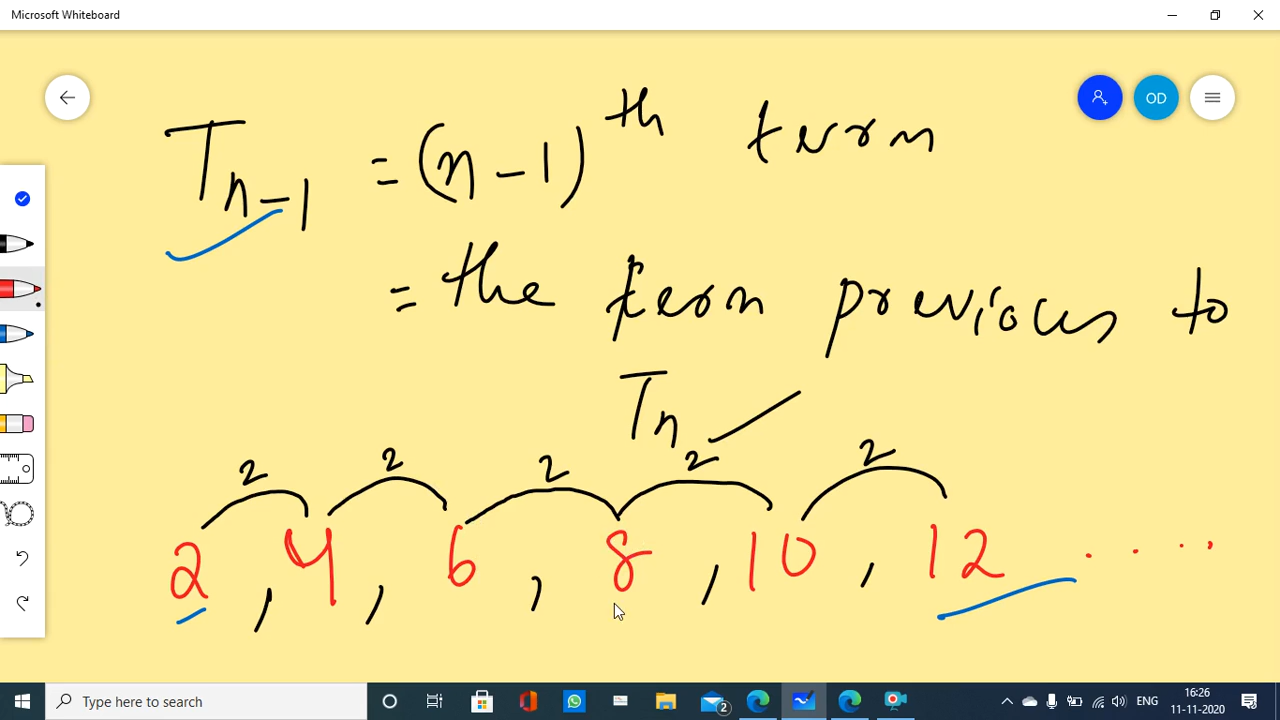 Microsoft Whiteboard
OD
Tn-1 = (n-1)th term
= the term previous to
Tn
2 2 2 2 2
2, 4, 6, 8, 10, 12 .....
Type here to search
2
ENG
16:26
11-11-2020